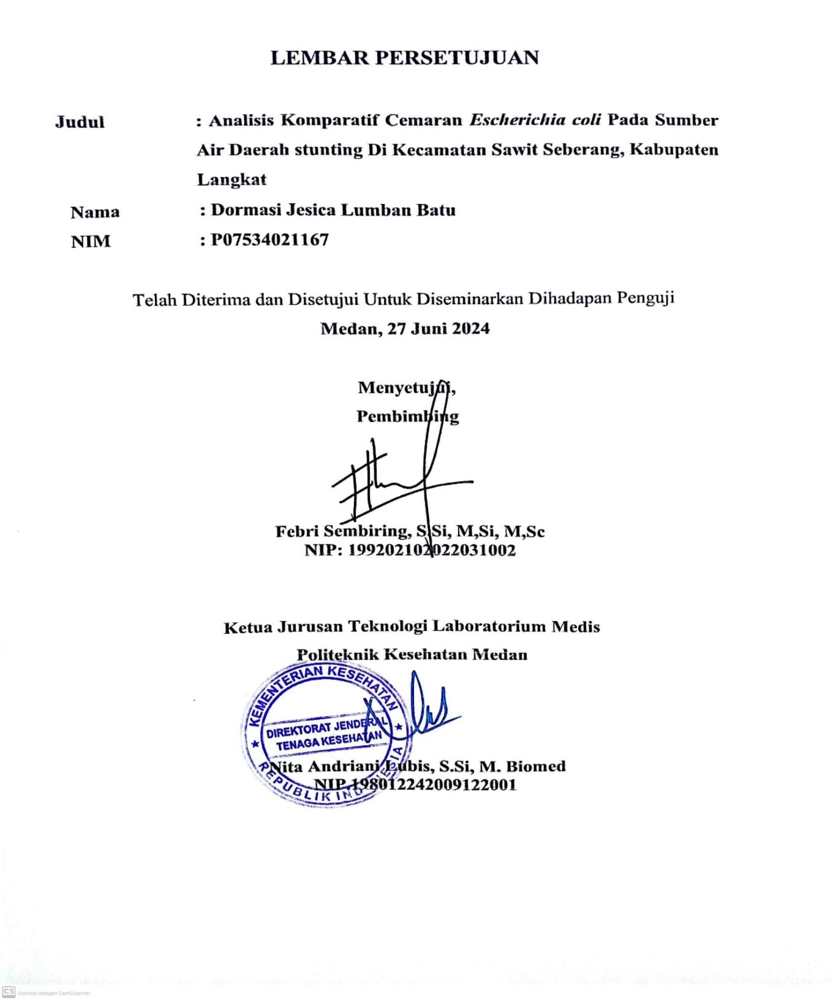 LEMBAR PERSETUJUAN
Judul : Analisis Komparatif Cemaran Escherichia coli Pada Sumber
Air Daerah stunting Di Kecamatan Sawit Seberang, Kabupaten
Langkat
Nama : Dormasi Jesica Lumban Batu
NIM : P07534021167
Telah Diterima dan Disetujui Untuk Diseminarkan Dihadapan Penguji
Medan, 27 Juni 2024
Menyetujui,
Pembimbing
Febri Sembiring, S.Si, M,Si, M,Sc
NIP: 199202102022031002
Ketua Jurusan Teknologi Laboratorium Medis
Politeknik Kesehatan Medan
KEMENTERIAN KESEHATAN
DIREKTORAT JENDERAL
TENAGA KESEHATAN
REPUBLIK INDONESIA
Nita Andriani Lubis, S.Si, M. Biomed
NIP.198012242009122001
CS Dipindai dengan CamScanner